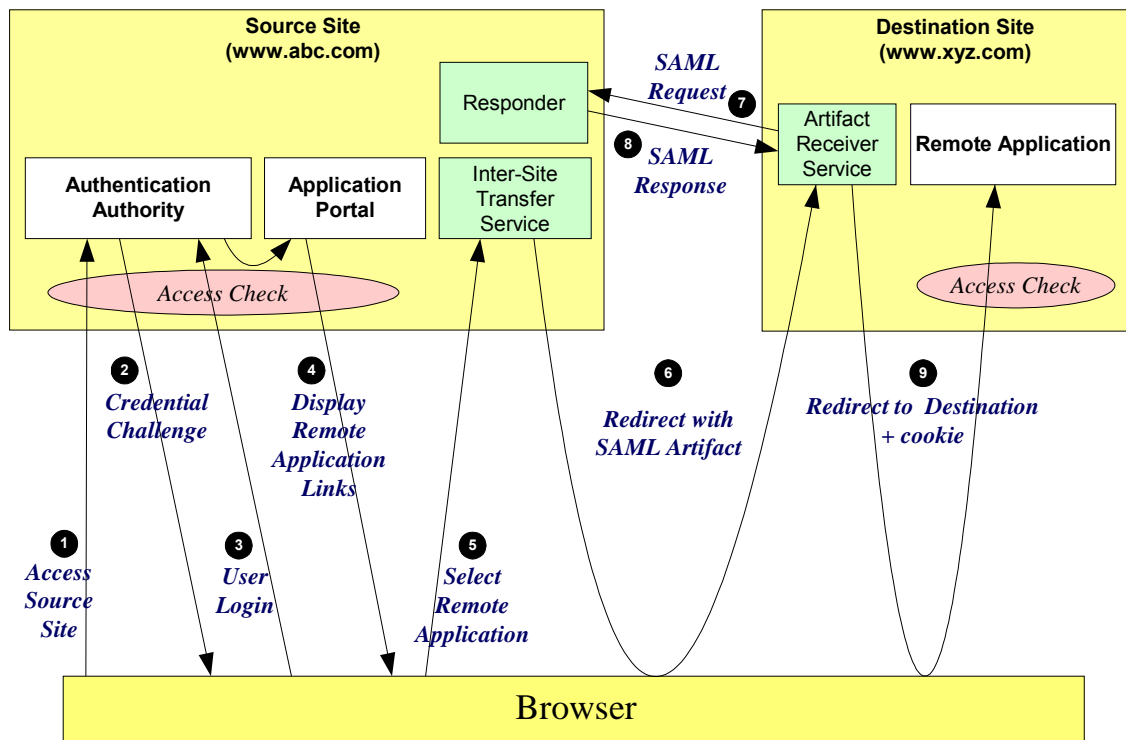 Source Site
(www.abc.com)
Destination Site
(www.xyz.com)
Responder
SAML
Request
7
8
SAML
Response
Artifact
Receiver
Service
Remote Application
Authentication
Authority
Application
Portal
Inter-Site
Transfer
Service
Access Check
Access Check
2
Credential
Challenge
4
Display
Remote
Application
Links
6
Redirect with
SAML Artifact
9
Redirect to Destination
+ cookie
1
Access
Source
Site
3
User
Login
5
Select
Remote
Application
Browser